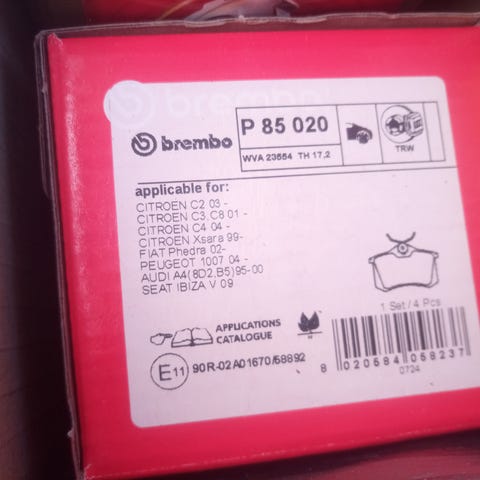 brembo
brembo
P 85 020
WVA 23554 TH 17,2
TRW
applicable for:
CITROEN C2 03 -
CITROEN C3,C8 01 -
CITROEN C4 04 -
CITROEN Xsara 99-
FIAT Phedra 02-
PEUGEOT 1007 04 -
AUDI A4(8D2,B5)95-00
SEAT IBIZA V 09
1 Set / 4 Pcs
APPLICATIONS
CATALOGUE
E 11 90R-02A01670/68892
8 020584 058237
0724